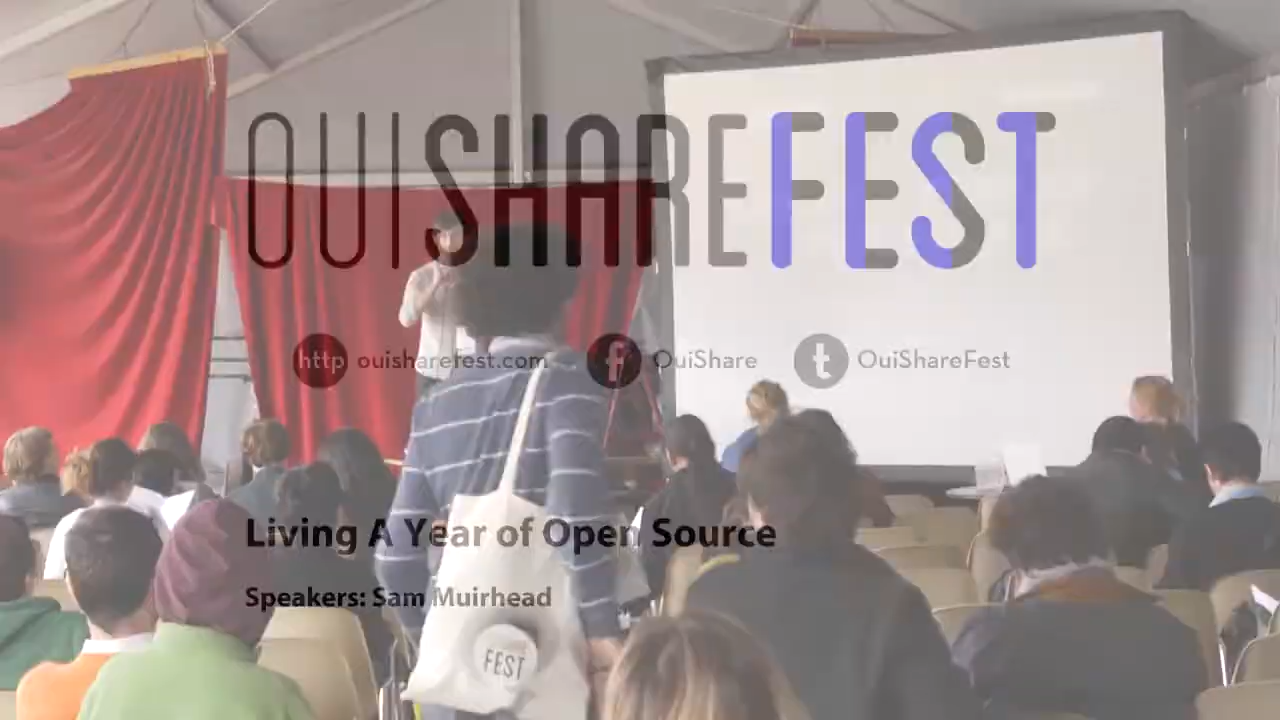 OUISHAREFEST
http ouisharefest.com f OuiShare t OuiShareFest
Living A Year of Open Source
Speakers: Sam Muirhead
FEST